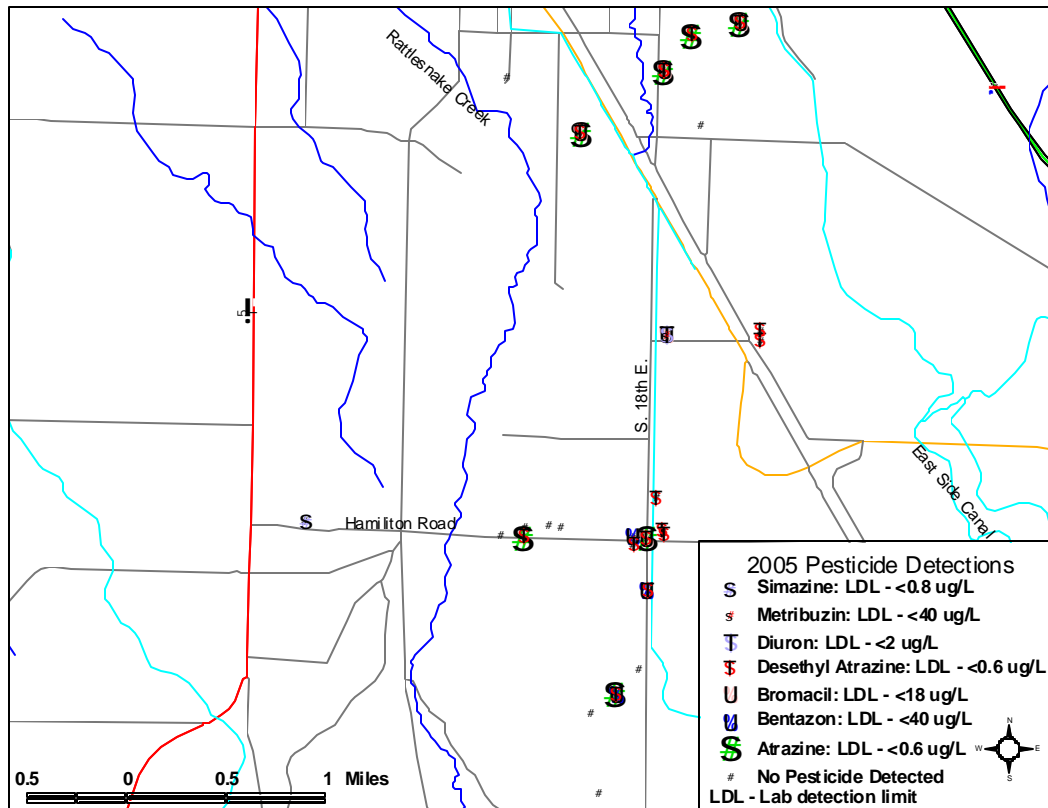 Rattlesnake Creek
S. 18th E.
Hamiliton Road
East Side Canal
2005 Pesticide Detections
Simazine: LDL - <0.8 ug/L
Metribuzin: LDL - <40 ug/L
Diuron: LDL - <2 ug/L
Desethyl Atrazine: LDL - <0.6 ug/L
Bromacil: LDL - <18 ug/L
Bentazon: LDL - <40 ug/L
Atrazine: LDL - <0.6 ug/L
# No Pesticide Detected
LDL - Lab detection limit
N
W E
S
0.5 0 0.5 1 Miles